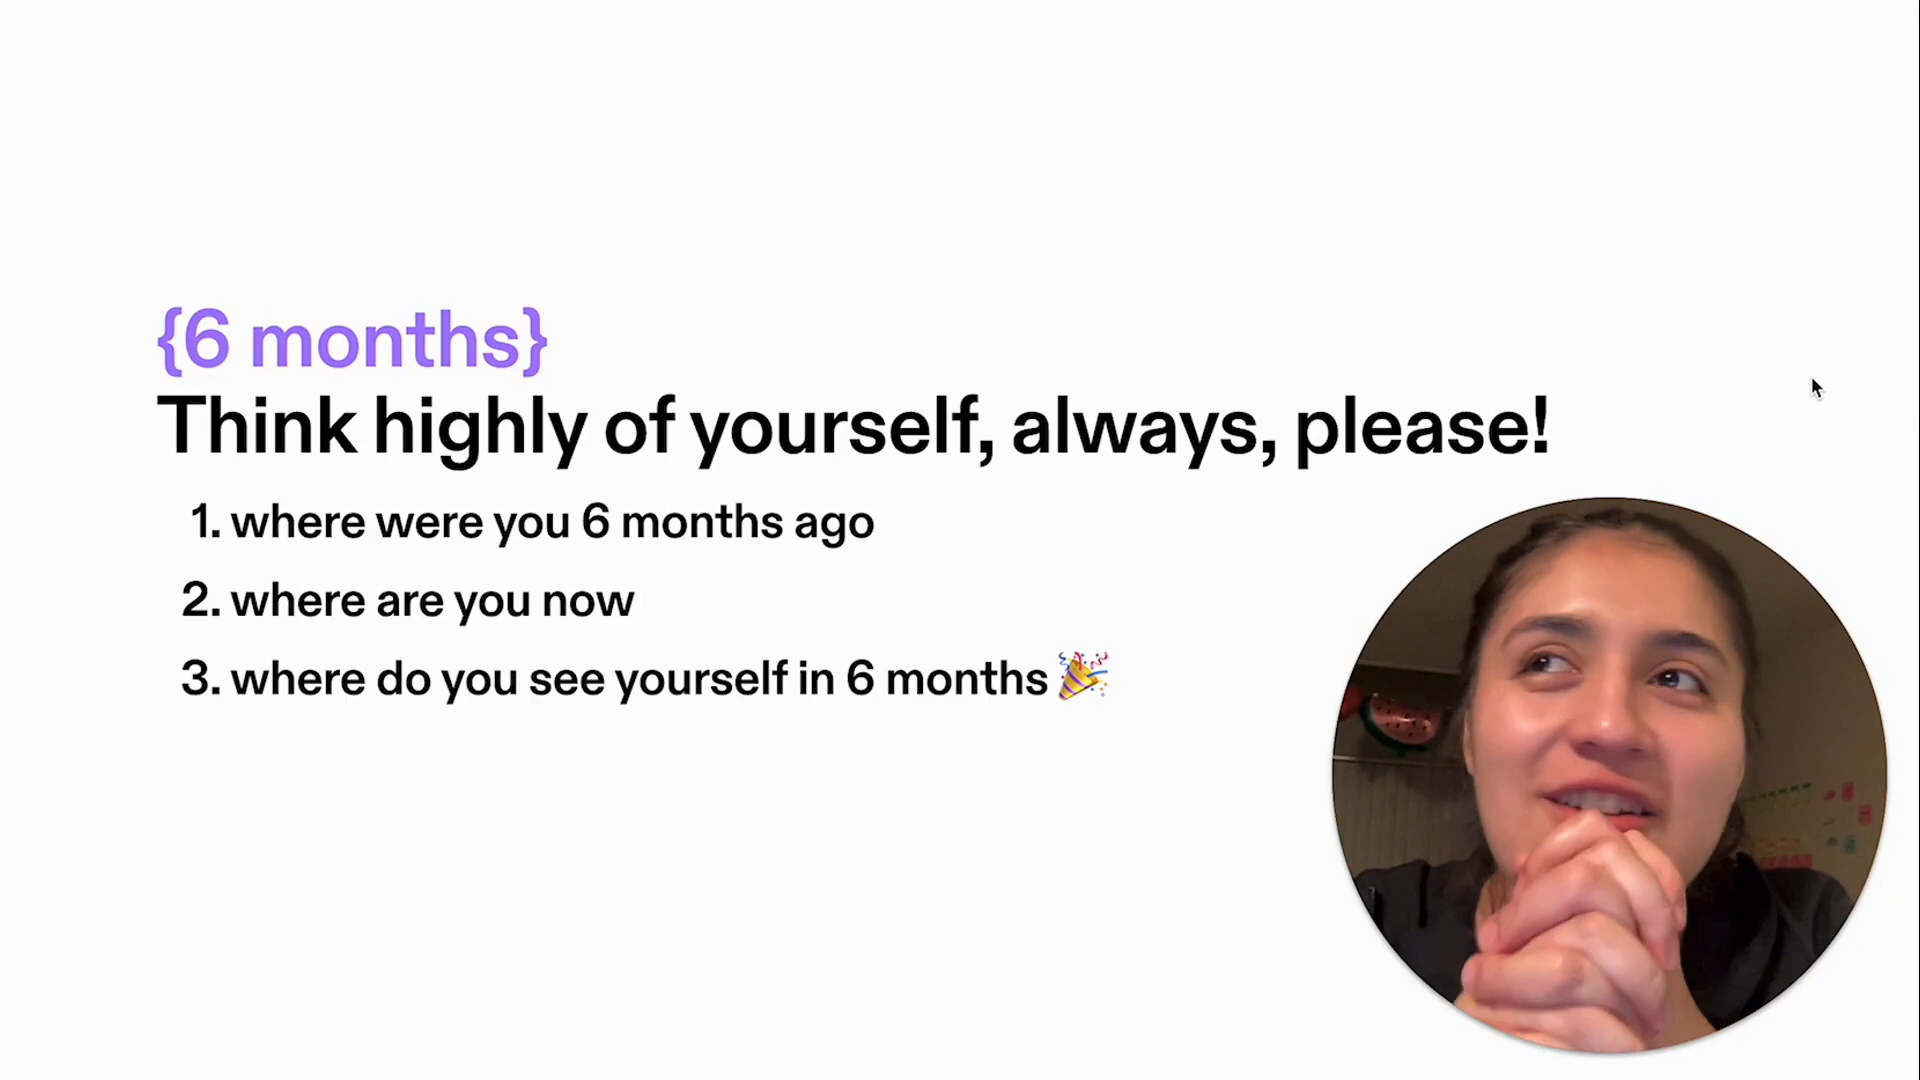 {6 months}
Think highly of yourself, always, please!
1. where were you 6 months ago
2. where are you now
3. where do you see yourself in 6 months 🎉